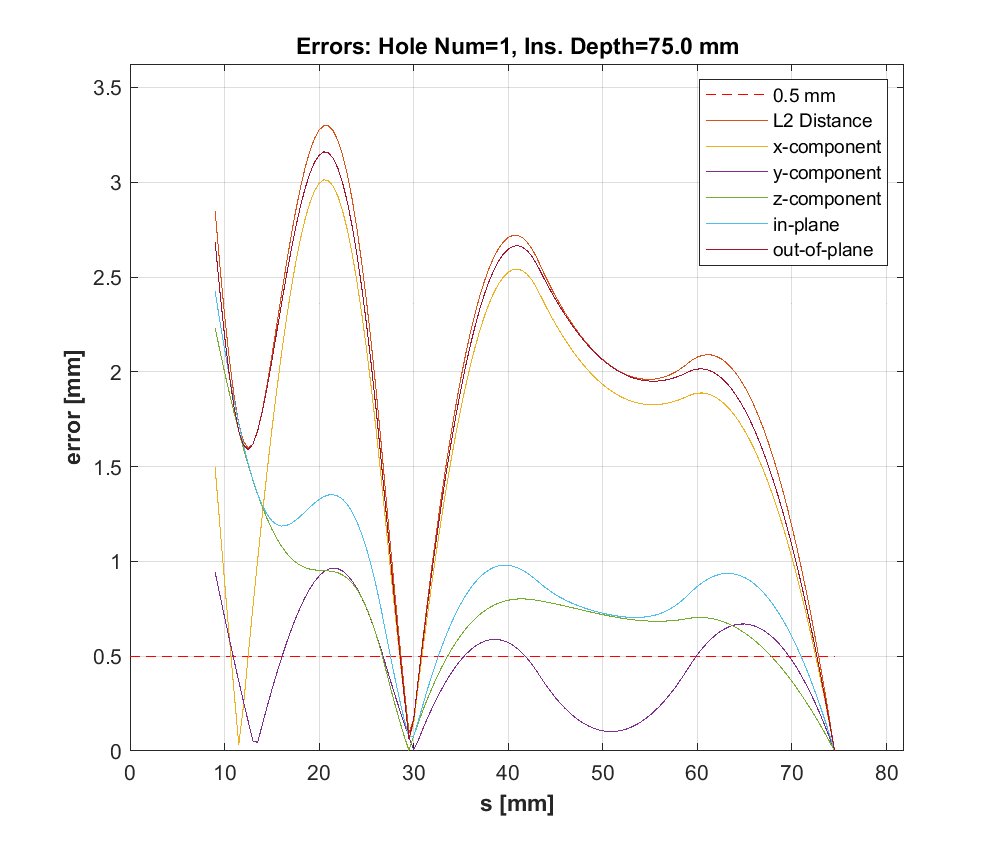 Errors: Hole Num=1, Ins. Depth=75.0 mm
error [mm]
3.5
3
2.5
2
1.5
1
0.5
0
0 10 20 30 40 50 60 70 80
s [mm]
0.5 mm
L2 Distance
x-component
y-component
z-component
in-plane
out-of-plane